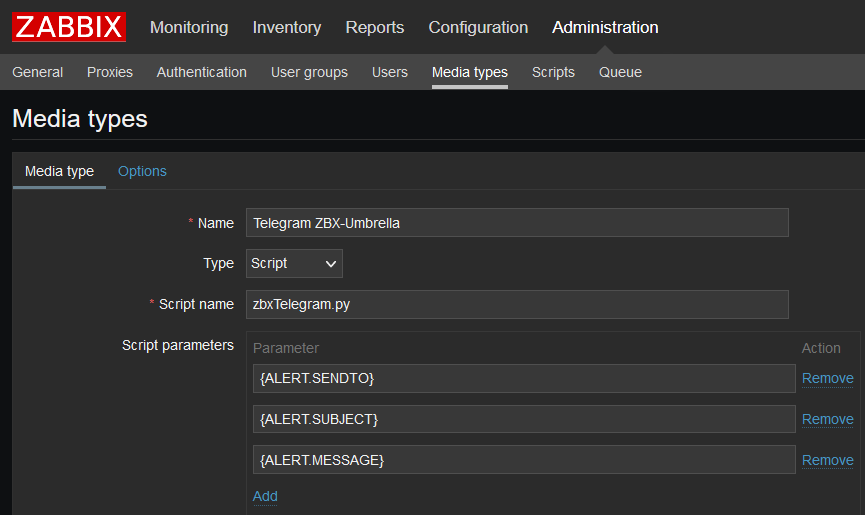 ZABBIX Monitoring Inventory Reports Configuration Administration
General Proxies Authentication User groups Users Media types Scripts Queue
Media types
Media type Options
* Name Telegram ZBX-Umbrella
Type Script
* Script name zbxTelegram.py
Script parameters Parameter Action
{ALERT.SENDTO} Remove
{ALERT.SUBJECT} Remove
{ALERT.MESSAGE} Remove
Add